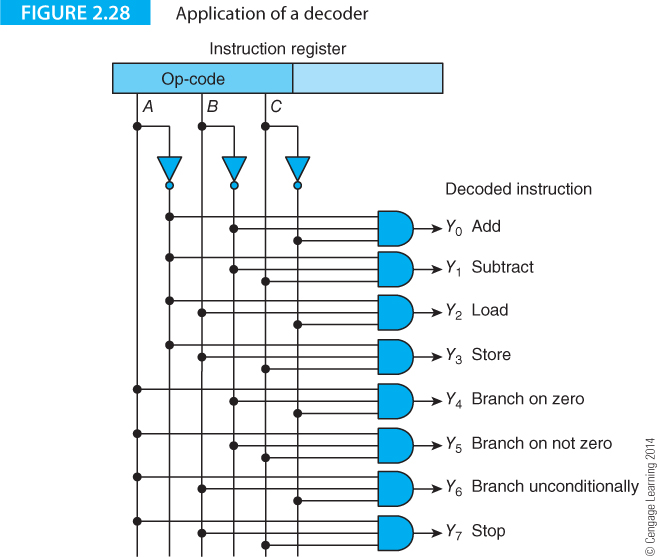 FIGURE 2.28 Application of a decoder
Instruction register
Op-code
A B C
Decoded instruction
Y0 Add
Y1 Subtract
Y2 Load
Y3 Store
Y4 Branch on zero
Y5 Branch on not zero
Y6 Branch unconditionally
Y7 Stop
© Cengage Learning 2014